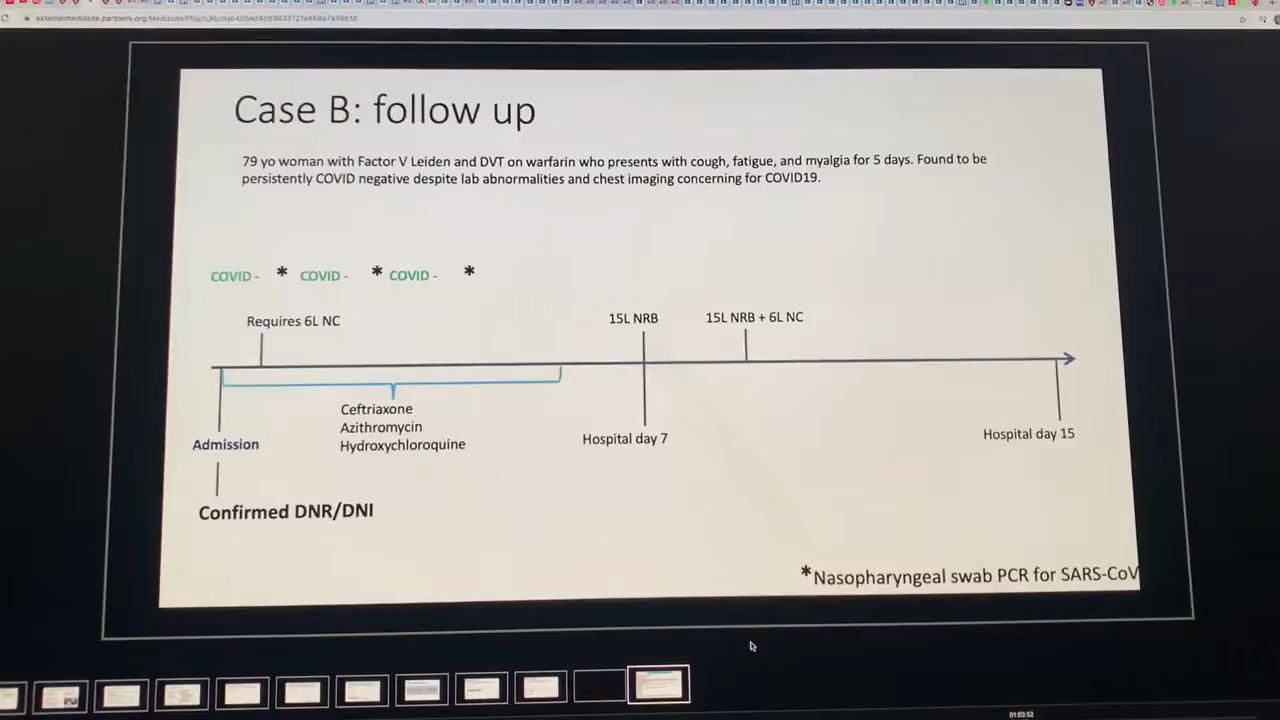 Case B: follow up
79 yo woman with Factor V Leiden and DVT on warfarin who presents with cough, fatigue, and myalgia for 5 days. Found to be
persistently COVID negative despite lab abnormalities and chest imaging concerning for COVID19.
COVID - * COVID - * COVID - *
Requires 6L NC
15L NRB
15L NRB + 6L NC
Ceftriaxone
Azithromycin
Hydroxychloroquine
Admission
Hospital day 7
Hospital day 15
Confirmed DNR/DNI
*Nasopharyngeal swab PCR for SARS-CoV
01:03:52